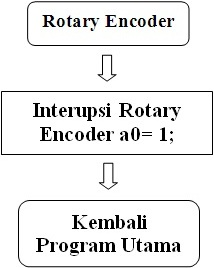 Rotary Encoder
Interupsi Rotary
Encoder a0= 1;
Kembali
Program Utama